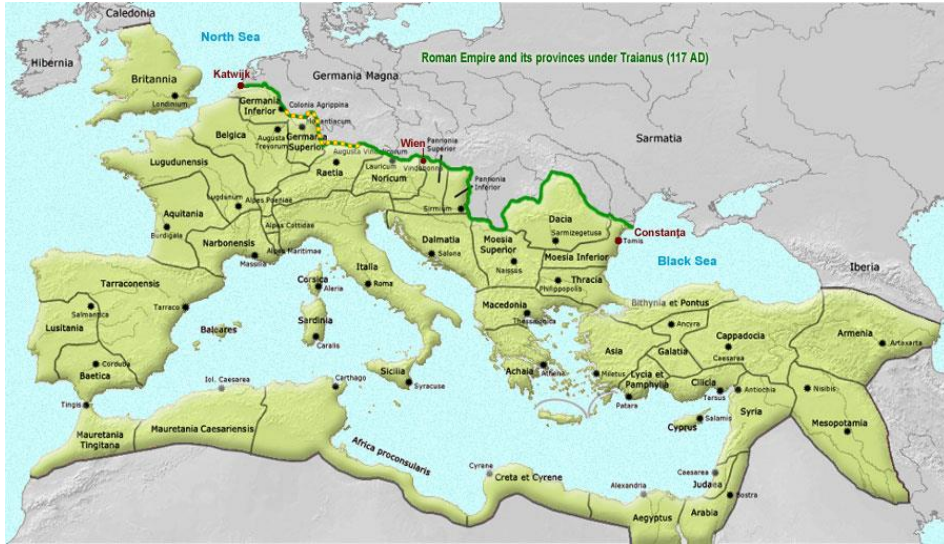 Caledonia
North Sea
Roman Empire and its provinces under Traianus (117 AD)
Hibernia
Britannia
Londinium
Katwijk
Germania Magna
Germania
Inferior
Colonia Agrippina
Sarmatia
Belgica
Augusta
Trevorum
Germania
Superior
Wien
Pannonia
Superior
Lugudunensis
Raetia
Lauricum
Vindobona
Noricum
Pannonia
Inferior
Aquitania
Lugdunum
Alpes Poeniae
Sirmium
Dacia
Sarmizegetusa
Burdigala
Alpes Cottidae
Narbonensis
Massilia
Alpes Maritimae
Dalmatia
Salona
Moesia
Superior
Naissus
Moesia Inferior
Constanța
Tomis
Black Sea
Iberia
Tarraconensis
Corsica
Aleria
Italia
Roma
Thracia
Philippopolis
Salmantica
Tarraco
Lusitania
Baleares
Sardinia
Caralis
Macedonia
Thessalonica
Bithynia et Pontus
Ancyra
Armenia
Artaxarta
Corduba
Baetica
Sicilia
Syracuse
Achaia
Athens
Asia
Miletus
Galatia
Cappadocia
Caesarea
Lycia et
Pamphylia
Patara
Cilicia
Tarsus
Antiochia
Nisibis
Tingis
Iol. Caesarea
Carthago
Cyprus
Salamis
Syria
Mesopotamia
Mauretania
Tingitana
Mauretania Caesariensis
Africa proconsularis
Cyrene
Creta et Cyrene
Alexandria
Caesarea
Judaea
Bostra
Aegyptus
Arabia